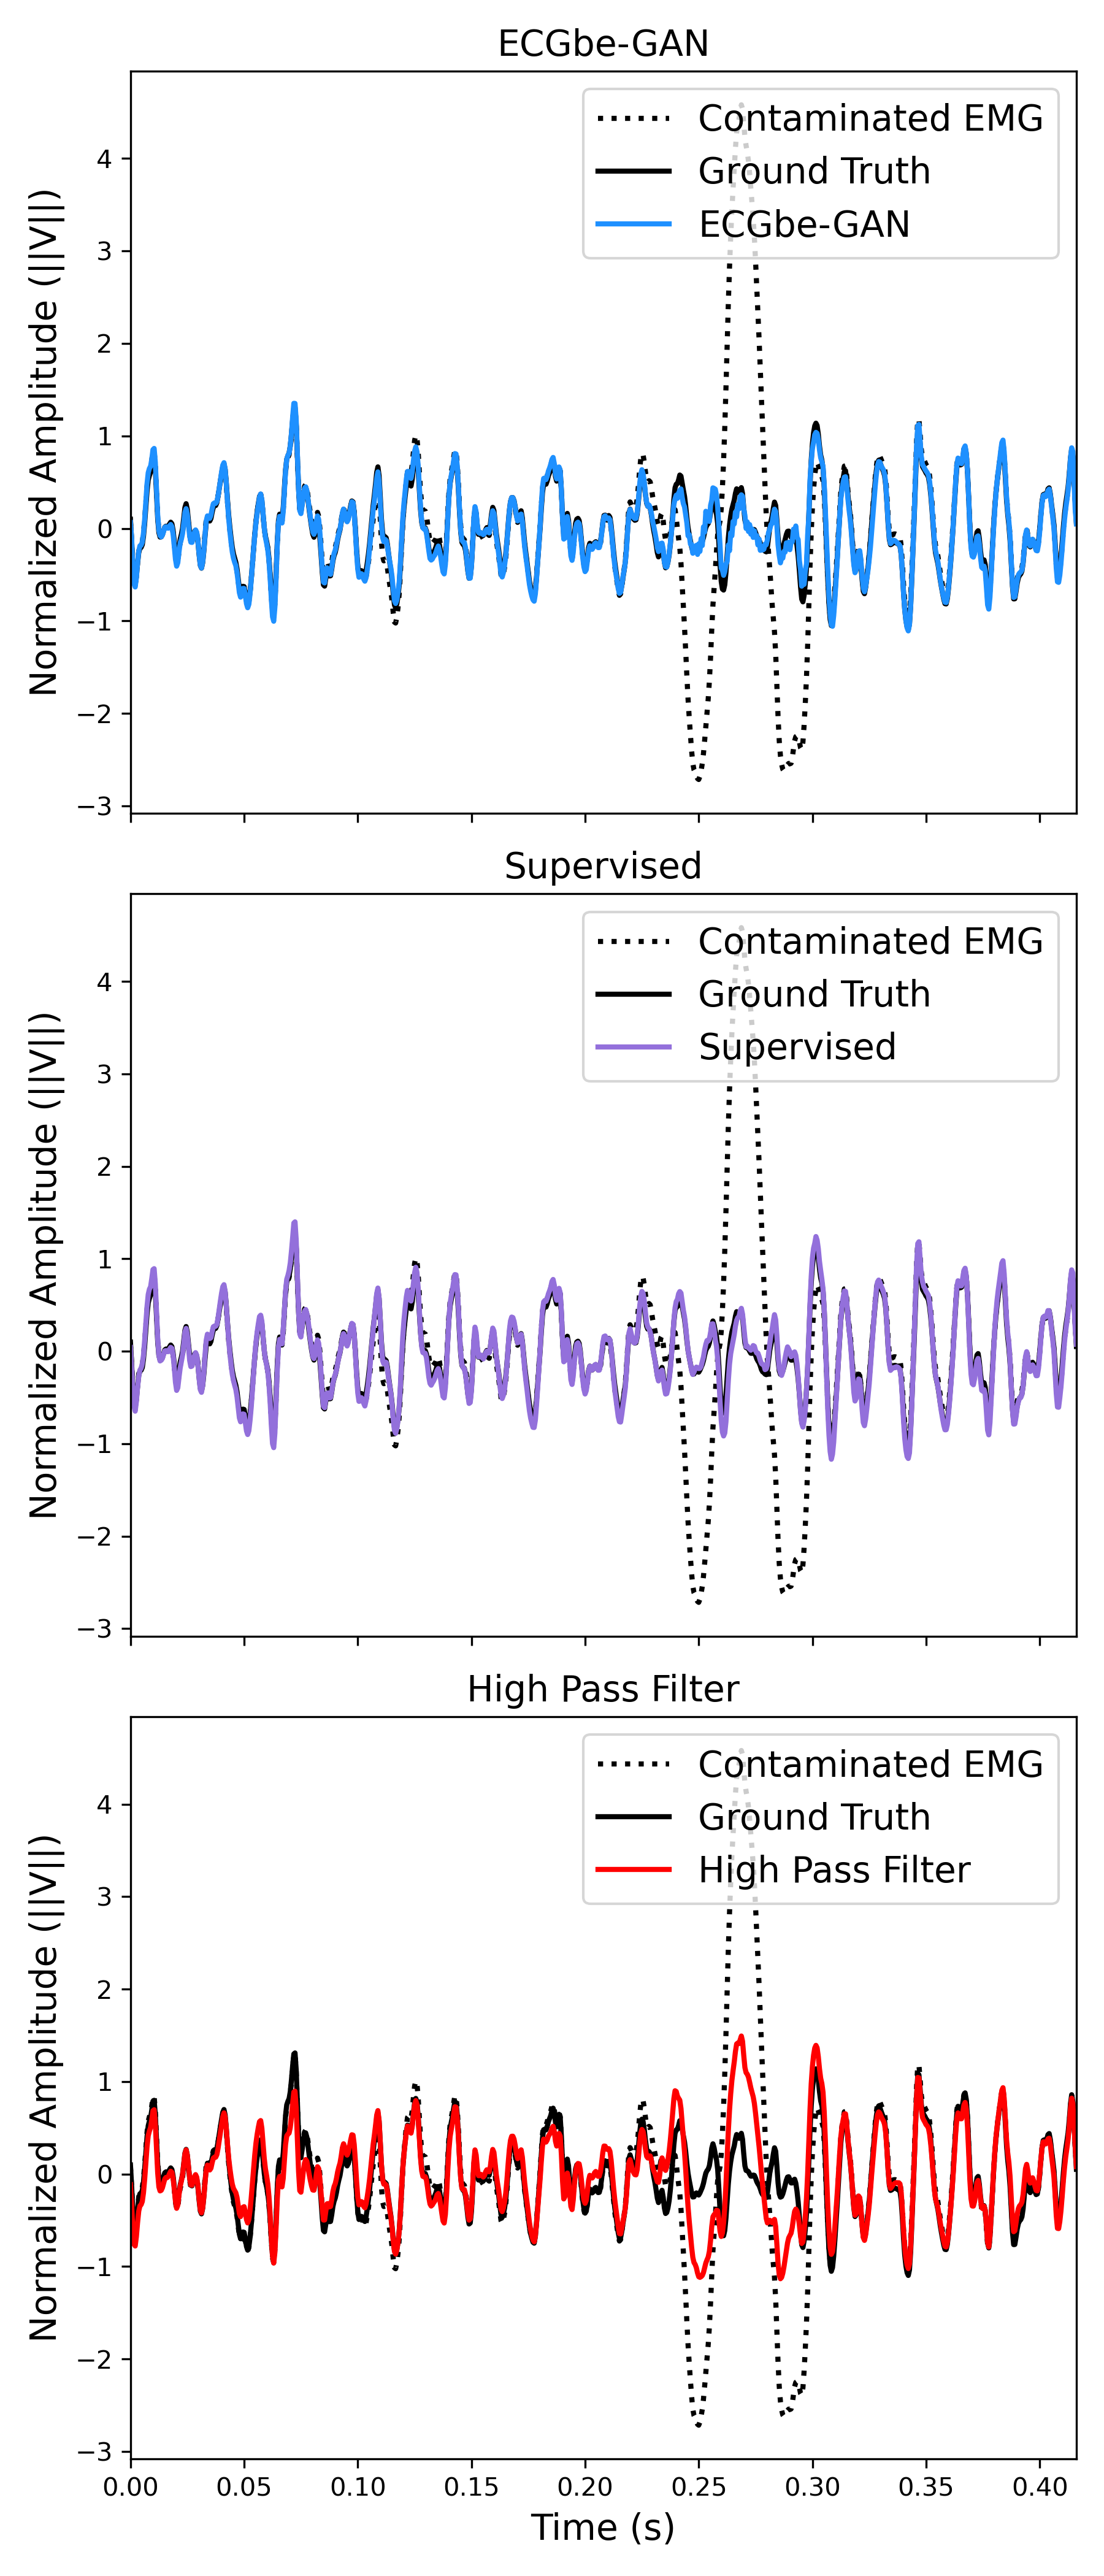 ECGbe-GAN
Contaminated EMG
Ground Truth
ECGbe-GAN
Normalized Amplitude (||V||)
4
3
2
1
0
−1
−2
−3
Supervised
Contaminated EMG
Ground Truth
Supervised
Normalized Amplitude (||V||)
4
3
2
1
0
−1
−2
−3
High Pass Filter
Contaminated EMG
Ground Truth
High Pass Filter
Normalized Amplitude (||V||)
4
3
2
1
0
−1
−2
−3
0.00 0.05 0.10 0.15 0.20 0.25 0.30 0.35 0.40
Time (s)